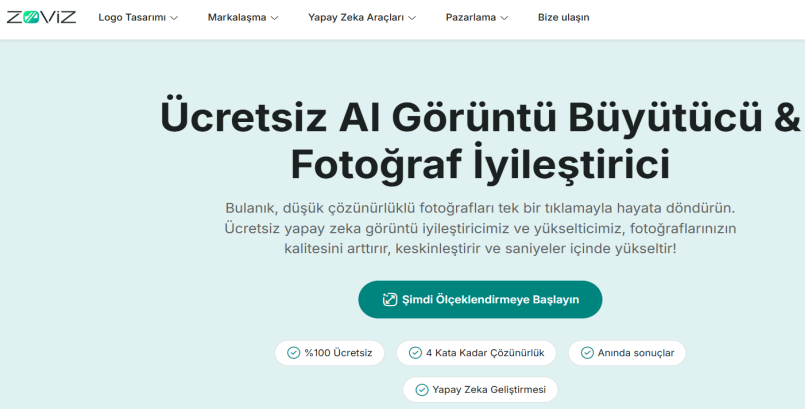 ZOVIZ
Logo Tasarımı
Markalaşma
Yapay Zeka Araçları
Pazarlama
Bize ulaşın
Ücretsiz AI Görüntü Büyütücü &
Fotoğraf İyileştirici
Bulanık, düşük çözünürlüklü fotoğrafları tek bir tıklamayla hayata döndürün.
Ücretsiz yapay zeka görüntü iyileştiricimiz ve yükselticimiz, fotoğraflarınızın
kalitesini arttırır, keskinleştirir ve saniyeler içinde yükseltir!
Şimdi Ölçeklendirmeye Başlayın
%100 Ücretsiz
4 Kata Kadar Çözünürlük
Anında sonuçlar
Yapay Zeka Geliştirmesi